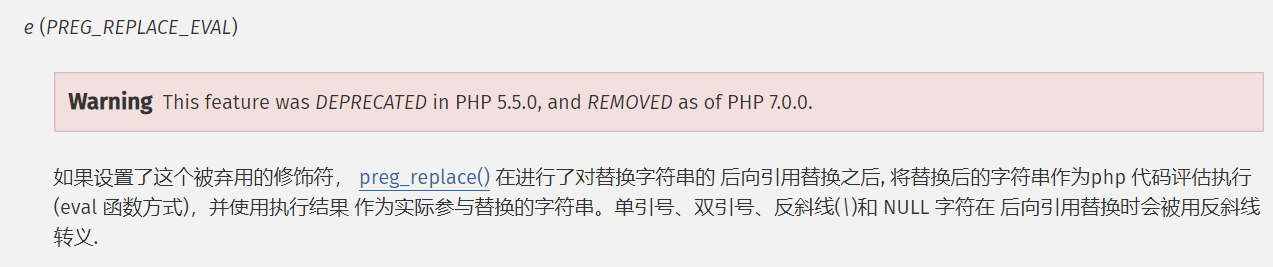 e (PREG_REPLACE_EVAL)
Warning This feature was DEPRECATED in PHP 5.5.0, and REMOVED as of PHP 7.0.0.
如果设置了这个被弃用的修饰符， preg_replace() 在进行了对替换字符串的 后向引用替换之后, 将替换后的字符串作为php 代码评估执行
(eval 函数方式)，并使用执行结果 作为实际参与替换的字符串。单引号、双引号、反斜线(\)和 NULL 字符在 后向引用替换时会被用反斜线
转义.